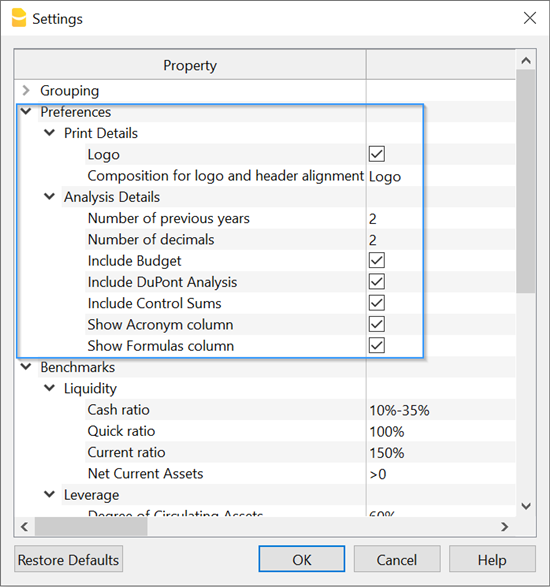 Settings
Property
Grouping
Preferences
Print Details
Logo
Composition for logo and header alignment Logo
Analysis Details
Number of previous years 2
Number of decimals 2
Include Budget
Include DuPont Analysis
Include Control Sums
Show Acronym column
Show Formulas column
Benchmarks
Liquidity
Cash ratio 10%-35%
Quick ratio 100%
Current ratio 150%
Net Current Assets >0
Leverage
Degree of Circulating Assets 60%
Restore Defaults OK Cancel Help